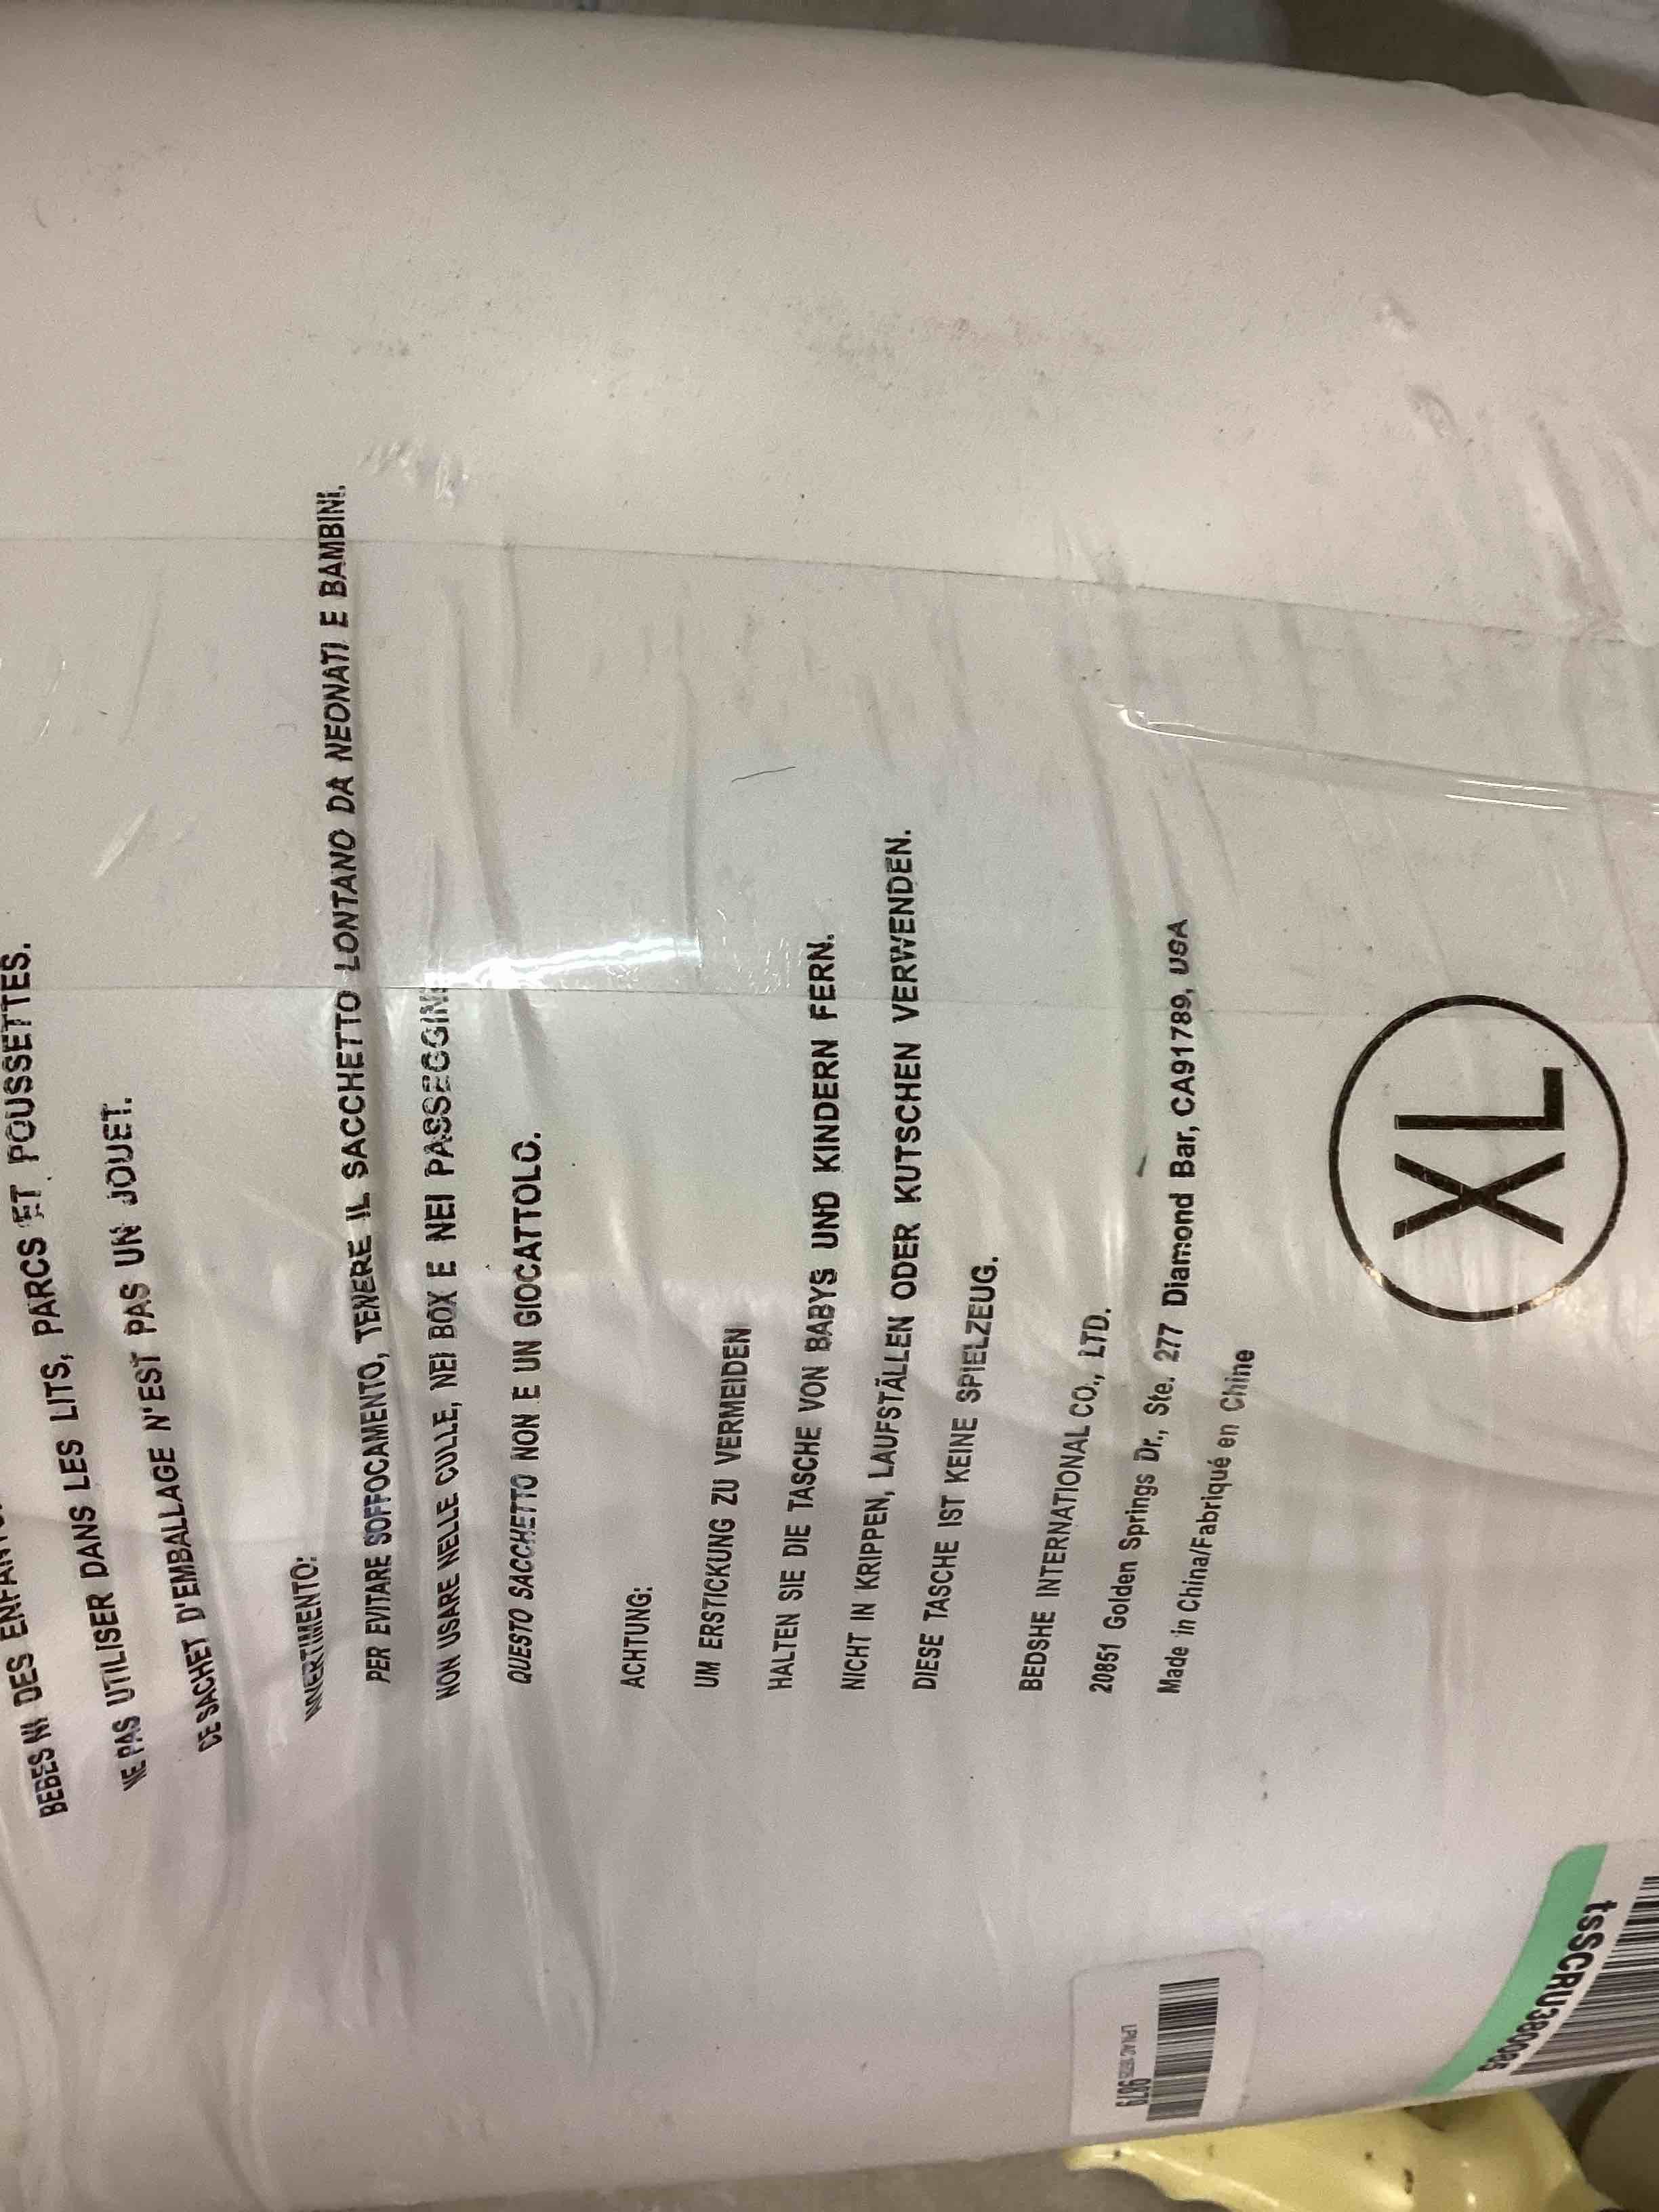 BEBES NI DES ENFANTS.
NE PAS UTILISER DANS LES LITS, PARCS ET POUSSETTES.
CE SACHET D'EMBALLAGE N'EST PAS UN JOUET.
PER EVITARE SOFFOCAMENTO, TENERE IL SACCHETTO LONTANO DA NEONATI E BAMBINI.
NON USARE NELLE CULLE, NEI BOX E NEI PASSEGGINI
QUESTO SACCHETTO NON E UN GIOCATTOLO.
ACHTUNG:
UM ERSTICKUNG ZU VERMEIDEN
HALTEN SIE DIE TASCHE VON BABYS UND KINDERN FERN.
NICHT IN KRIPPEN, LAUFSTÄLLEN ODER KUTSCHEN VERWENDEN.
DIESE TASCHE IST KEINE SPIELZEUG.
BEDSHE INTERNATIONAL CO., LTD.
20851 Golden Springs Dr., Ste. 277 Diamond Bar, CA91789, USA
Made in China/Fabriqué en Chine
XL
9879